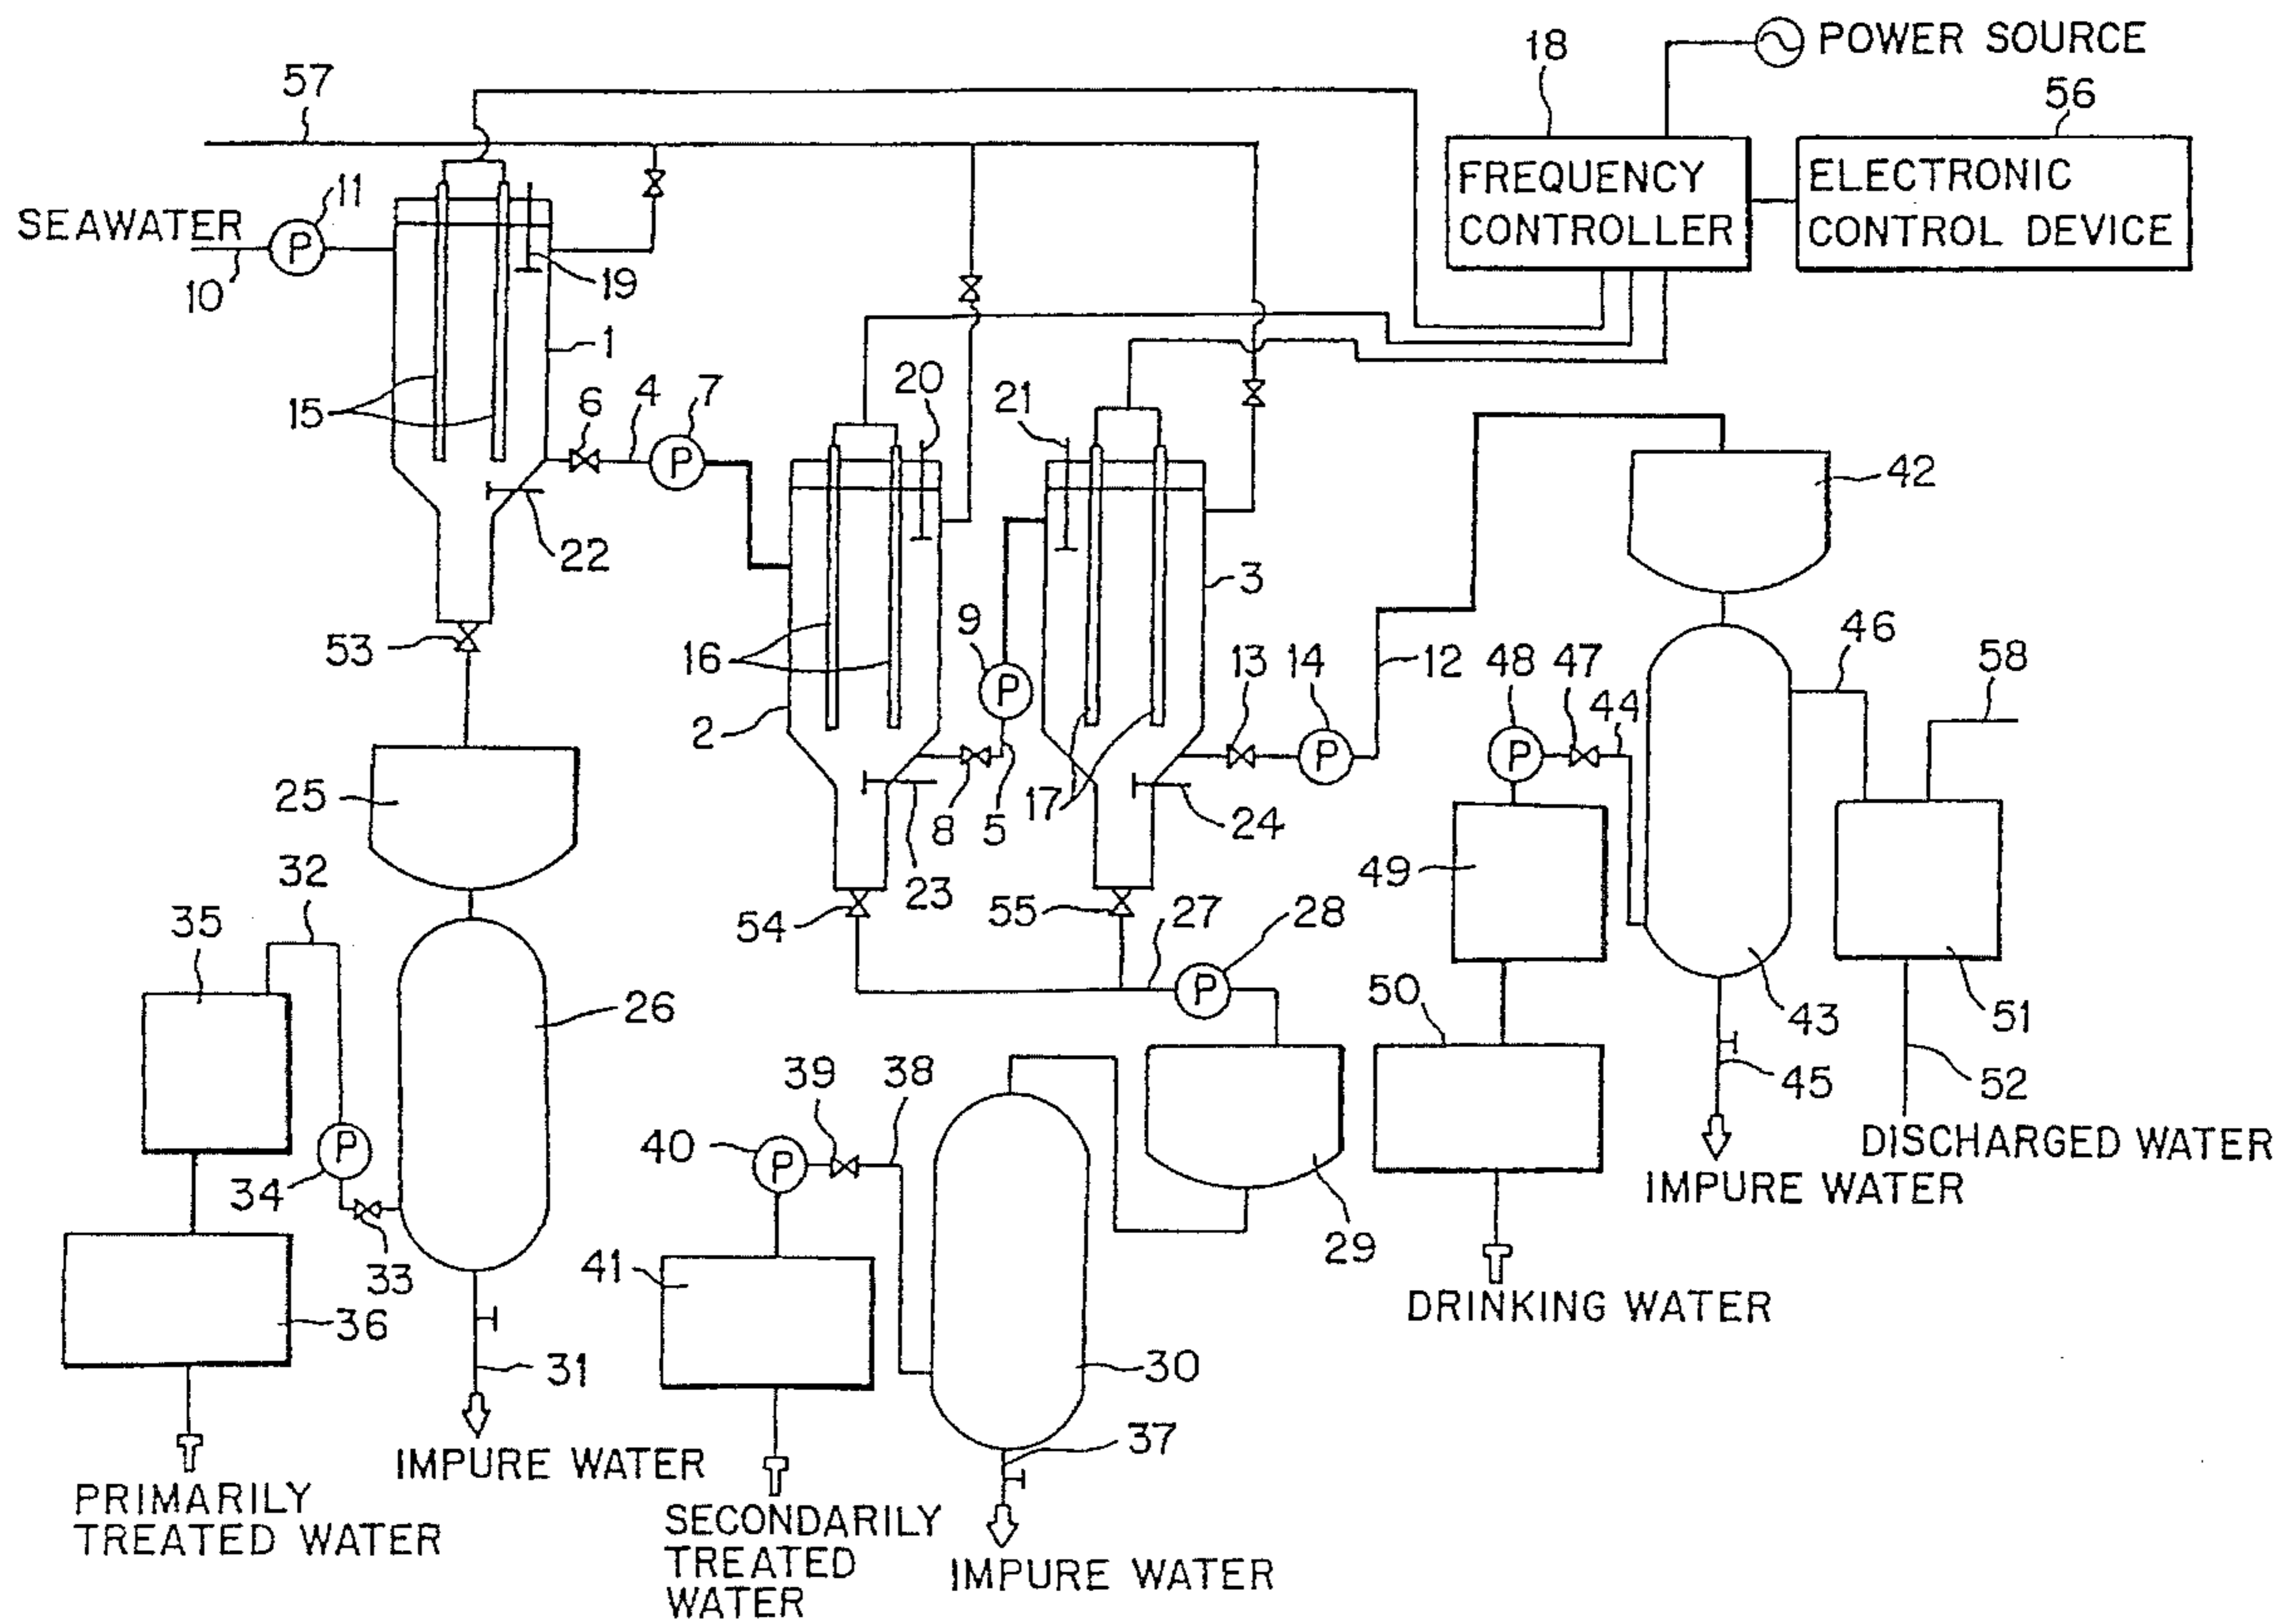 18
POWER SOURCE
57
56
FREQUENCY
CONTROLLER
ELECTRONIC
CONTROL DEVICE
11
P
SEAWATER
10
19
1
15
6
4
7
P
20
21
42
22
3
53
16
9
P
13
14
P
12
48
47
44
P
46
58
2
25
8
5
17
24
23
49
32
35
54
55
27
28
P
26
50
43
51
39
38
45
52
40
P
DISCHARGED WATER
P
34
IMPURE WATER
33
41
29
36
DRINKING WATER
31
30
37
IMPURE WATER
PRIMARILY
TREATED WATER
SECONDARILY
TREATED
WATER
IMPURE WATER